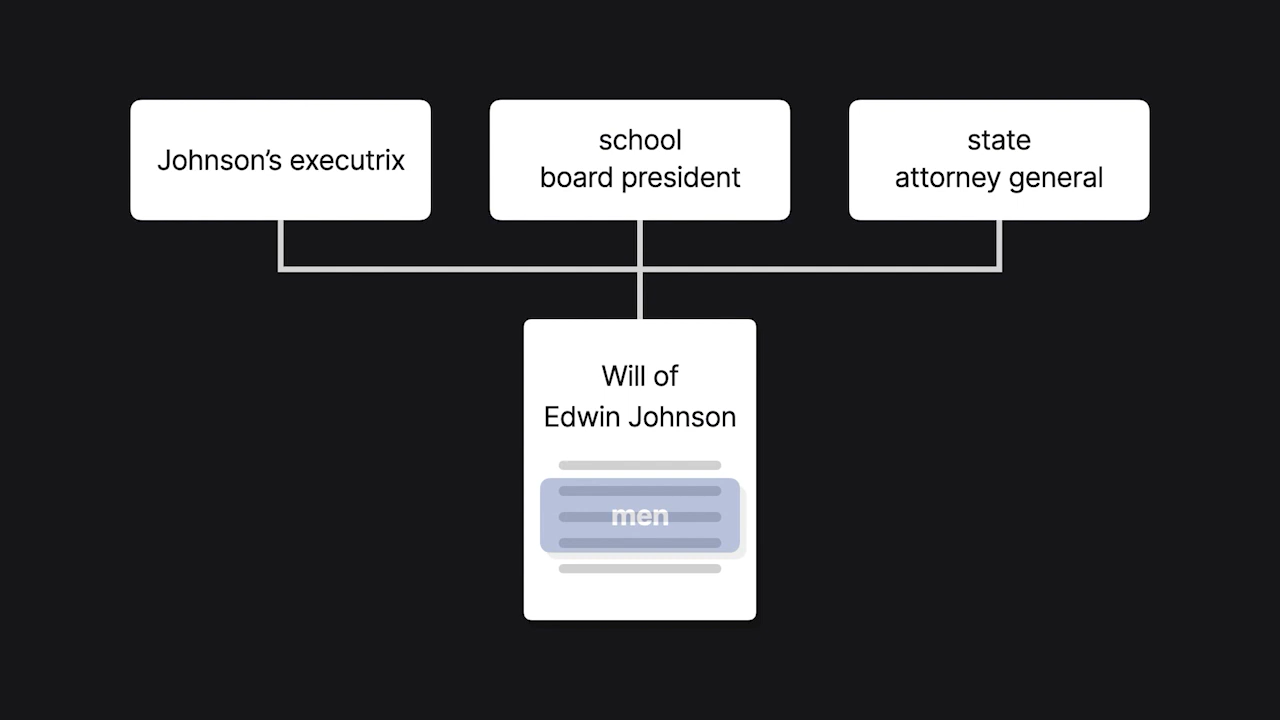 Johnson’s executrix
school
board president
state
attorney general
Will of
Edwin Johnson
men